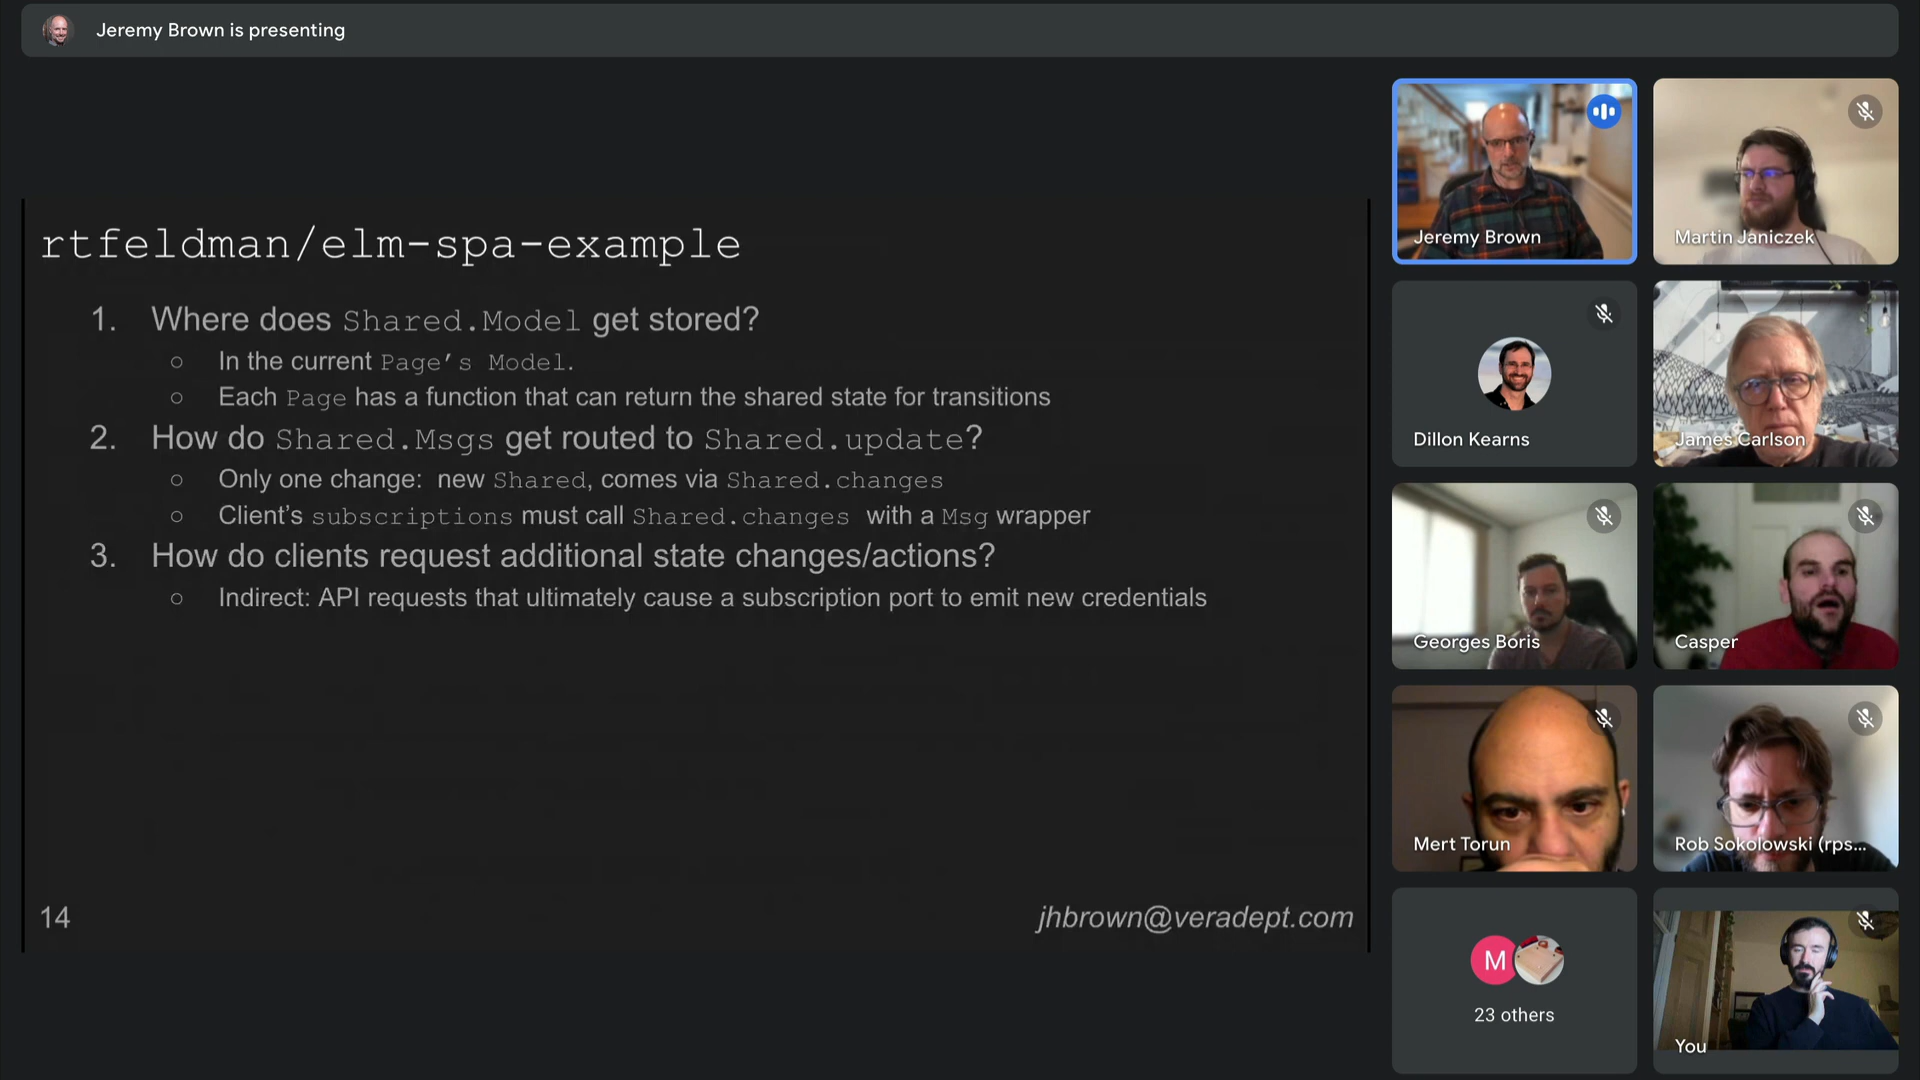 Jeremy Brown is presenting
rtfeldman/elm-spa-example
1. Where does Shared.Model get stored?
○ In the current Page's Model.
○ Each Page has a function that can return the shared state for transitions
2. How do Shared.Msgs get routed to Shared.update?
○ Only one change: new Shared, comes via Shared.changes
○ Client's subscriptions must call Shared.changes with a Msg wrapper
3. How do clients request additional state changes/actions?
○ Indirect: API requests that ultimately cause a subscription port to emit new credentials
14
jhbrown@veradept.com
Jeremy Brown
Martin Janiczek
Dillon Kearns
James Carlson
Georges Boris
Casper
Mert Torun
Rob Sokolowski (rps...
M
23 others
You